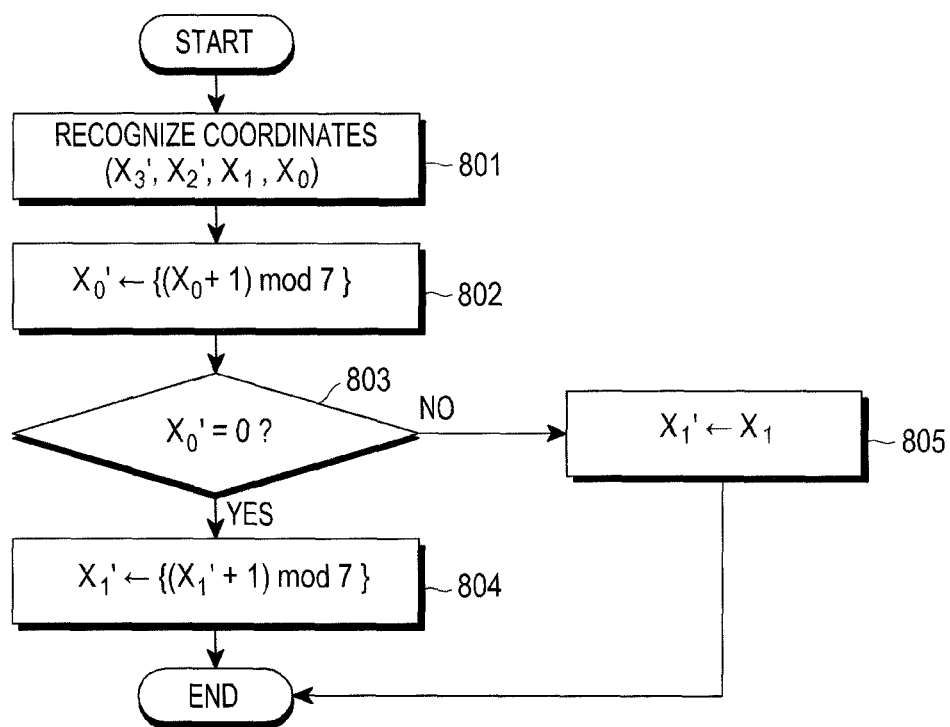 START
RECOGNIZE COORDINATES
(X₃', X₂', X₁ , X₀)
801
X₀' ← {(X₀+ 1) mod 7 }
802
803
X₀' = 0 ?
NO
X₁' ← X₁
805
YES
X₁' ← {(X₁' + 1) mod 7 }
804
END